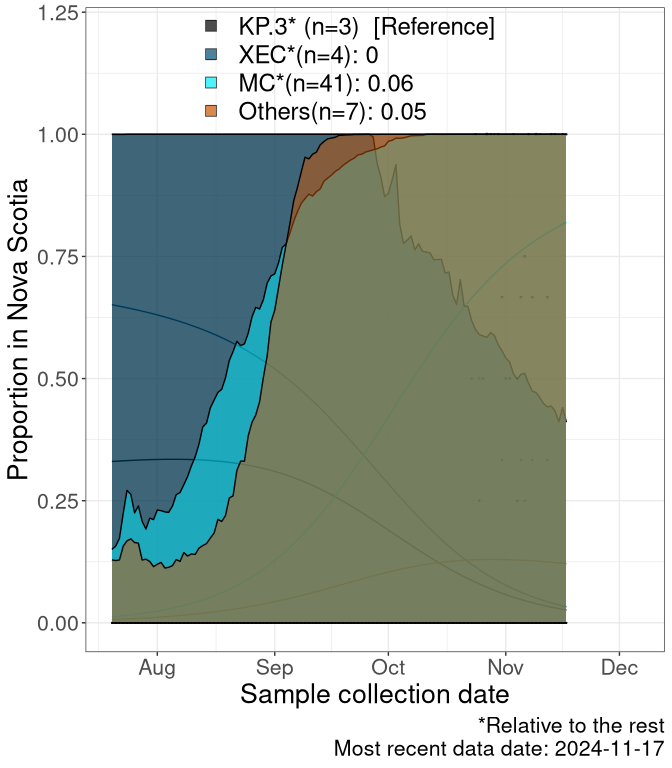 KP.3* (n=3)  [Reference]
XEC*(n=4): 0
MC*(n=41): 0.06
Others(n=7): 0.05
1.25
1.00
0.75
0.50
0.25
0.00
Proportion in Nova Scotia
Aug Sep Oct Nov Dec
Sample collection date
*Relative to the rest
Most recent data date: 2024-11-17